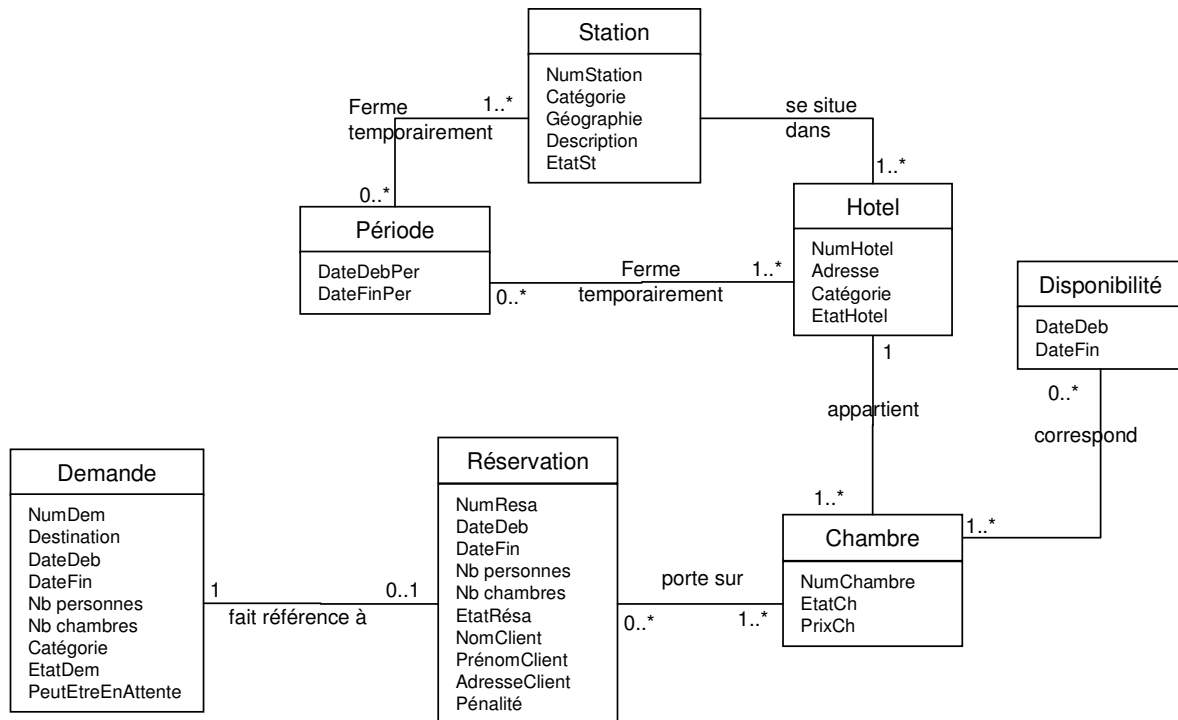 Station
NumStation
Catégorie
Géographie
Description
EtatSt
Ferme
temporairement
1..*
0..*
se situe
dans
1..*
Période
DateDebPer
DateFinPer
Ferme
temporairement
0..*
1..*
Hotel
NumHotel
Adresse
Catégorie
EtatHotel
Disponibilité
DateDeb
DateFin
1
appartient
1..*
0..*
correspond
1..*
Demande
NumDem
Destination
DateDeb
DateFin
Nb personnes
Nb chambres
Catégorie
EtatDem
PeutEtreEnAttente
1
fait référence à
0..1
Réservation
NumResa
DateDeb
DateFin
Nb personnes
Nb chambres
EtatRésa
NomClient
PrénomClient
AdresseClient
Pénalité
porte sur
0..*
1..*
Chambre
NumChambre
EtatCh
PrixCh